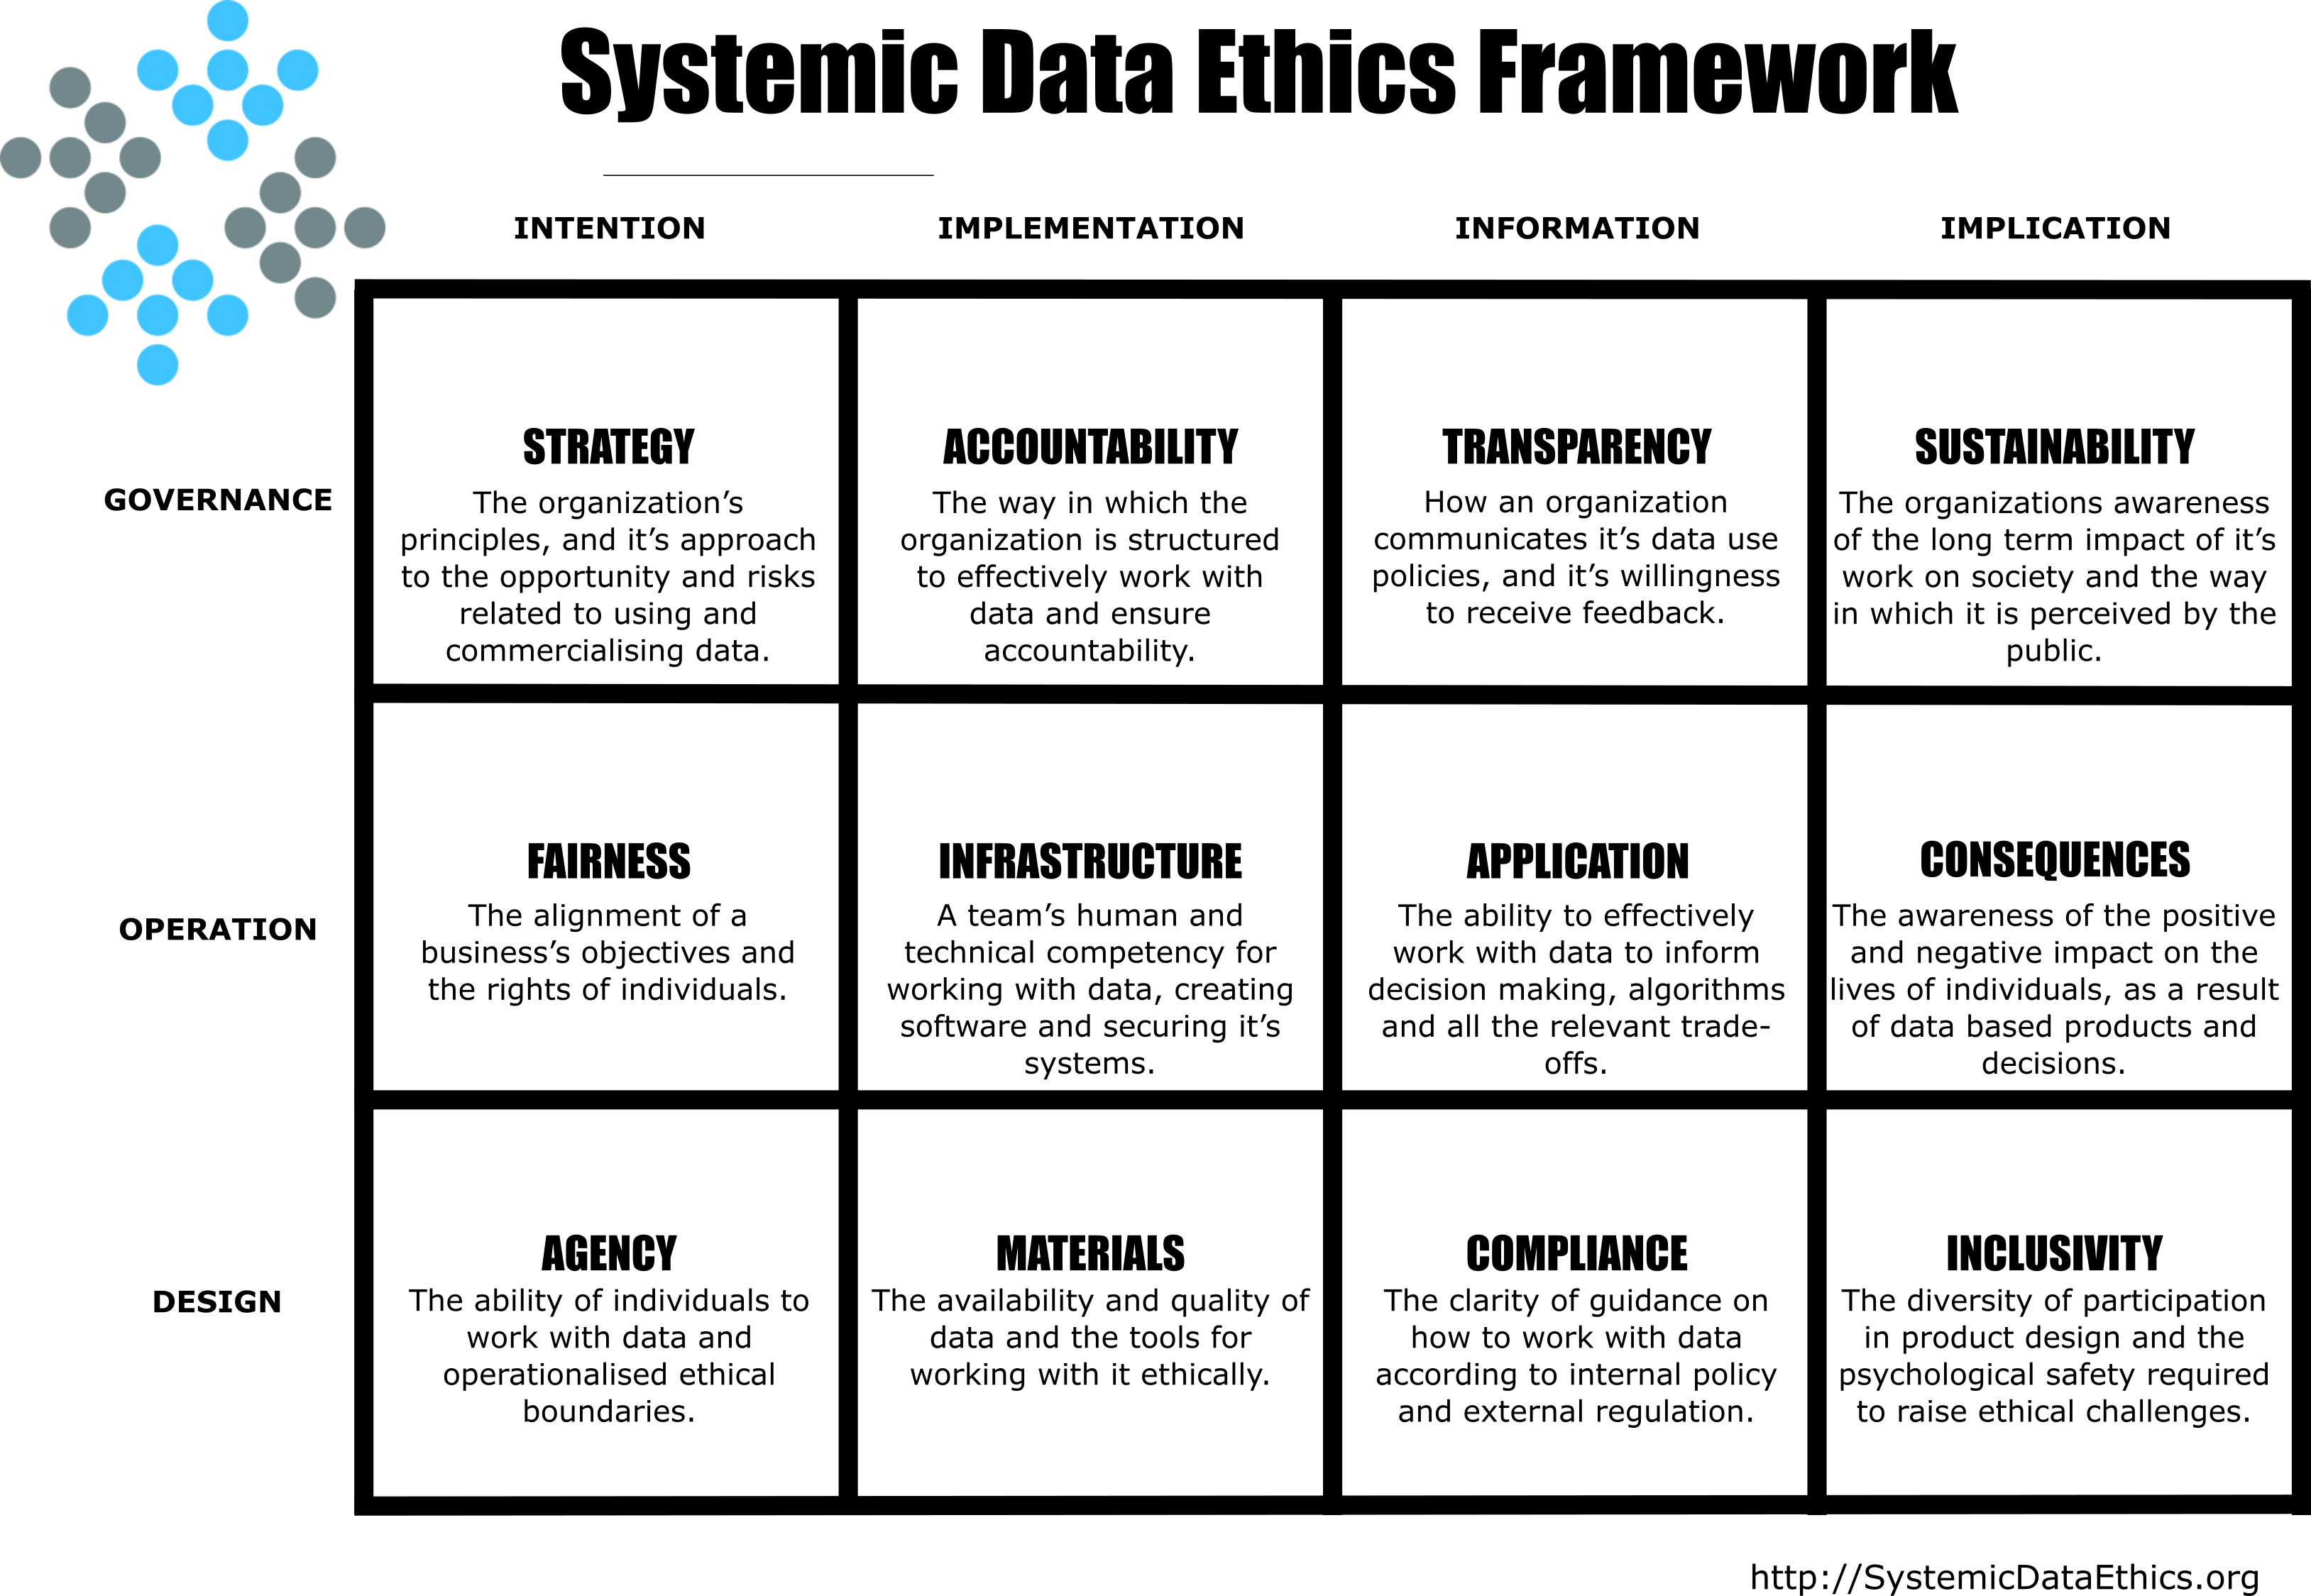 Systemic Data Ethics Framework
INTENTION
IMPLEMENTATION
INFORMATION
IMPLICATION
GOVERNANCE
STRATEGY
The organization’s
principles, and it’s approach
to the opportunity and risks
related to using and
commercialising data.
ACCOUNTABILITY
The way in which the
organization is structured
to effectively work with
data and ensure
accountability.
TRANSPARENCY
How an organization
communicates it’s data use
policies, and it’s willingness
to receive feedback.
SUSTAINABILITY
The organizations awareness
of the long term impact of it’s
work on society and the way
in which it is perceived by the
public.
OPERATION
FAIRNESS
The alignment of a
business’s objectives and
the rights of individuals.
INFRASTRUCTURE
A team’s human and
technical competency for
working with data, creating
software and securing it’s
systems.
APPLICATION
The ability to effectively
work with data to inform
decision making, algorithms
and all the relevant trade-
offs.
CONSEQUENCES
The awareness of the positive
and negative impact on the
lives of individuals, as a result
of data based products and
decisions.
DESIGN
AGENCY
The ability of individuals to
work with data and
operationalised ethical
boundaries.
MATERIALS
The availability and quality of
data and the tools for
working with it ethically.
COMPLIANCE
The clarity of guidance on
how to work with data
according to internal policy
and external regulation.
INCLUSIVITY
The diversity of participation
in product design and the
psychological safety required
to raise ethical challenges.
http://SystemicDataEthics.org